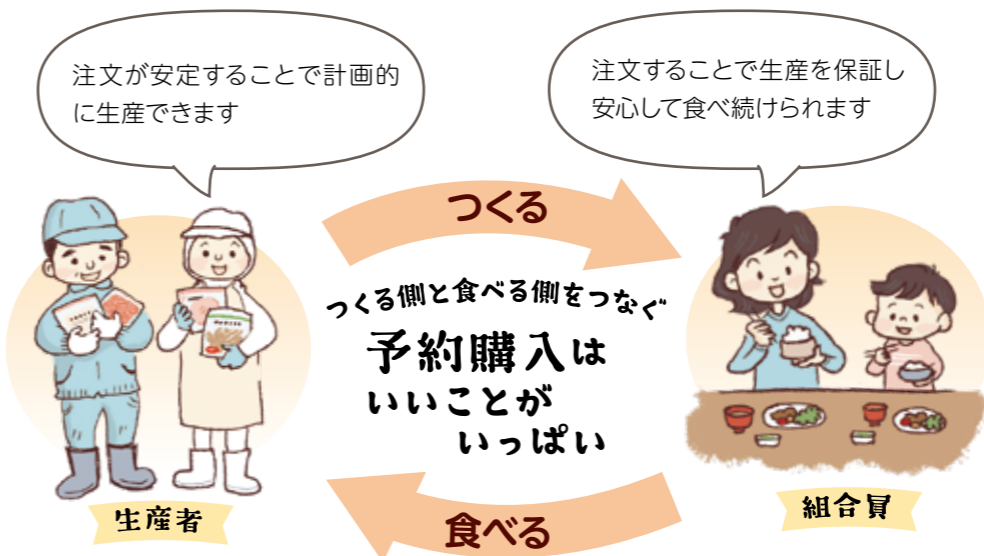 注文が安定することで計画的
に生産できます
注文することで生産を保証し
安心して食べ続けられます
つくる
つくる側と食べる側をつなぐ
予約購入は
いいことが
いっぱい
生産者
組合員
食べる